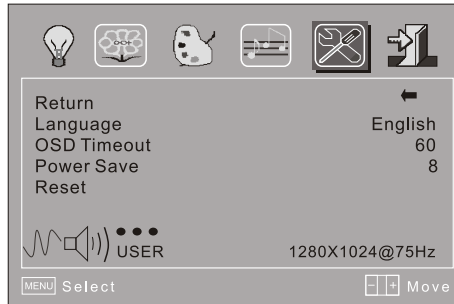 Return
Language English
OSD Timeout 60
Power Save 8
Reset
USER 1280X1024@75Hz
MENU Select - + Move